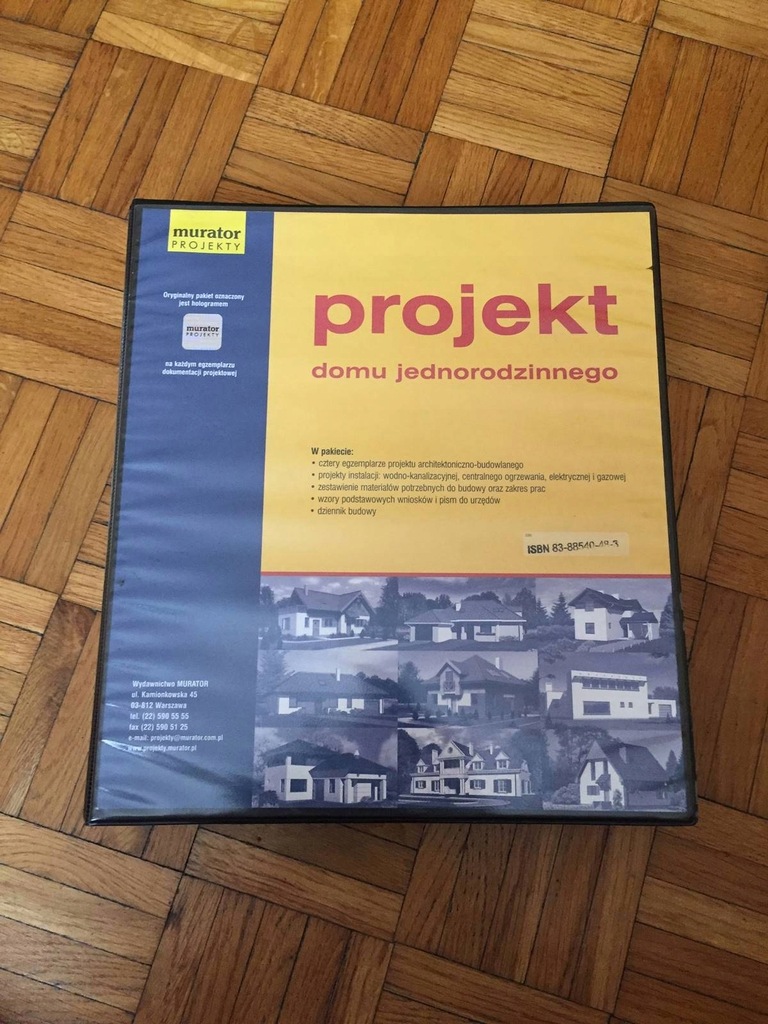 murator
PROJEKTY
Oryginalny pakiet oznaczony
jest hologramem
murator
PROJEKTY
na każdym egzemplarzu
dokumentacji projektowej
projekt
domu jednorodzinnego
W pakiecie:
• cztery egzemplarze projektu architektoniczno-budowlanego
• projekty instalacji: wodno-kanalizacyjnej, centralnego ogrzewania, elektrycznej i gazowej
• zestawienie materiałów potrzebnych do budowy oraz zakres prac
• wzory podstawowych wniosków i pism do urzędów
• dziennik budowy
ISBN 83-88540-48-3
Wydawnictwo MURATOR
ul. Kamionkowska 45
03-812 Warszawa
tel. (22) 590 55 55
fax (22) 590 51 25
e-mail: projekty@murator.com.pl
www.projekty.murator.pl